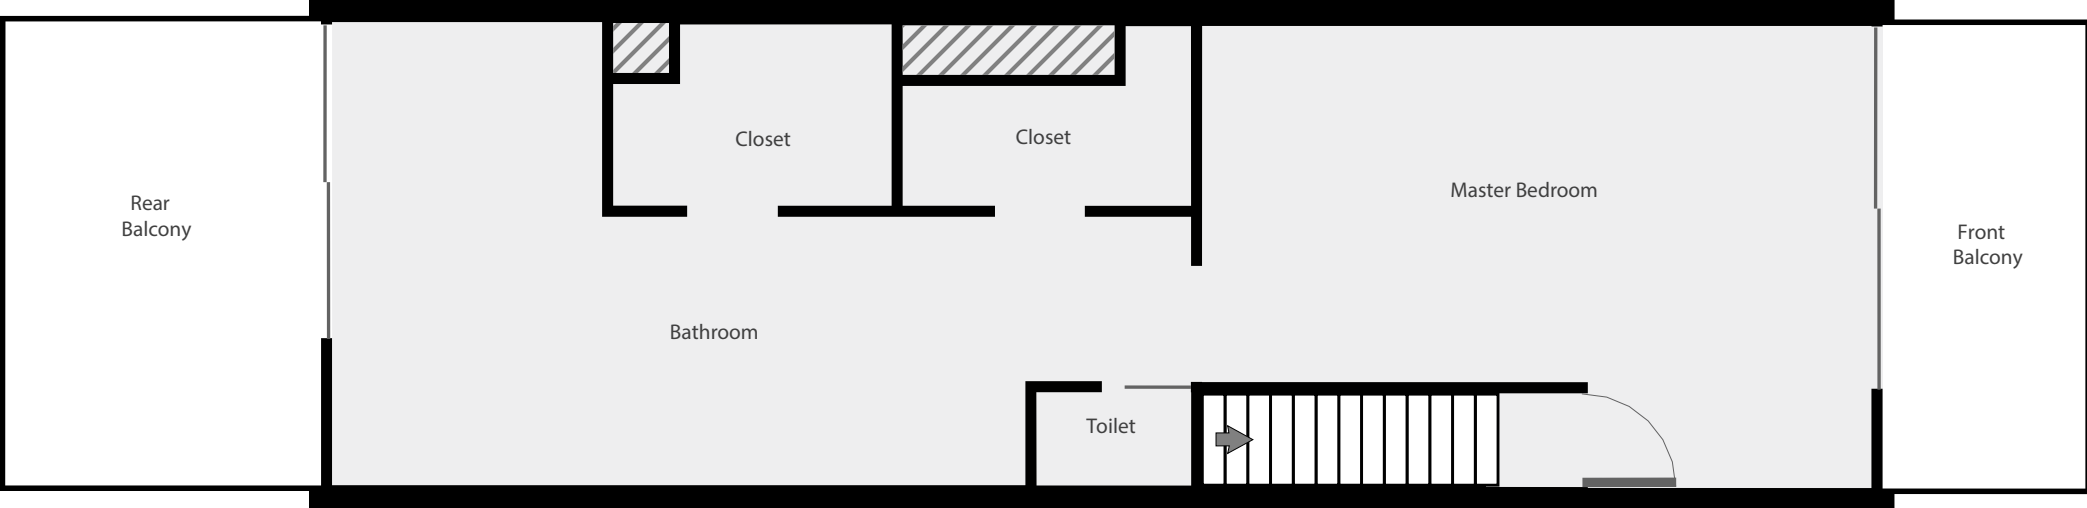 Rear
Balcony
Closet
Closet
Master Bedroom
Front
Balcony
Bathroom
Toilet